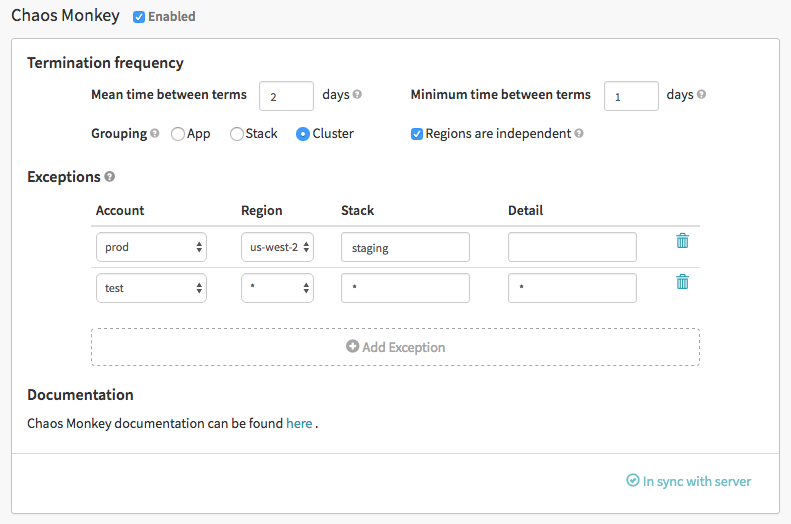 Chaos Monkey Enabled
Termination frequency
Mean time between terms 2 days ? Minimum time between terms 1 days ?
Grouping ? App Stack Cluster Regions are independent ?
Exceptions ?
Account Region Stack Detail
prod us-west-2 staging
test * * *
Add Exception
Documentation
Chaos Monkey documentation can be found here .
In sync with server